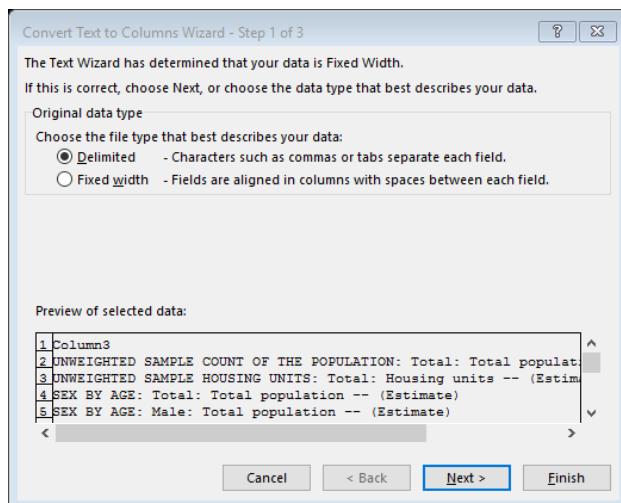 Convert Text to Columns Wizard - Step 1 of 3
The Text Wizard has determined that your data is Fixed Width.
If this is correct, choose Next, or choose the data type that best describes your data.
Original data type
Choose the file type that best describes your data:
Delimited - Characters such as commas or tabs separate each field.
Fixed width - Fields are aligned in columns with spaces between each field.
Preview of selected data:
1 Column3
2 UNWEIGHTED SAMPLE COUNT OF THE POPULATION: Total: Total populat
3 UNWEIGHTED SAMPLE HOUSING UNITS: Total: Housing units -- (Estim
4 SEX BY AGE: Total: Total population -- (Estimate)
5 SEX BY AGE: Male: Total population -- (Estimate)
Cancel < Back Next > Finish